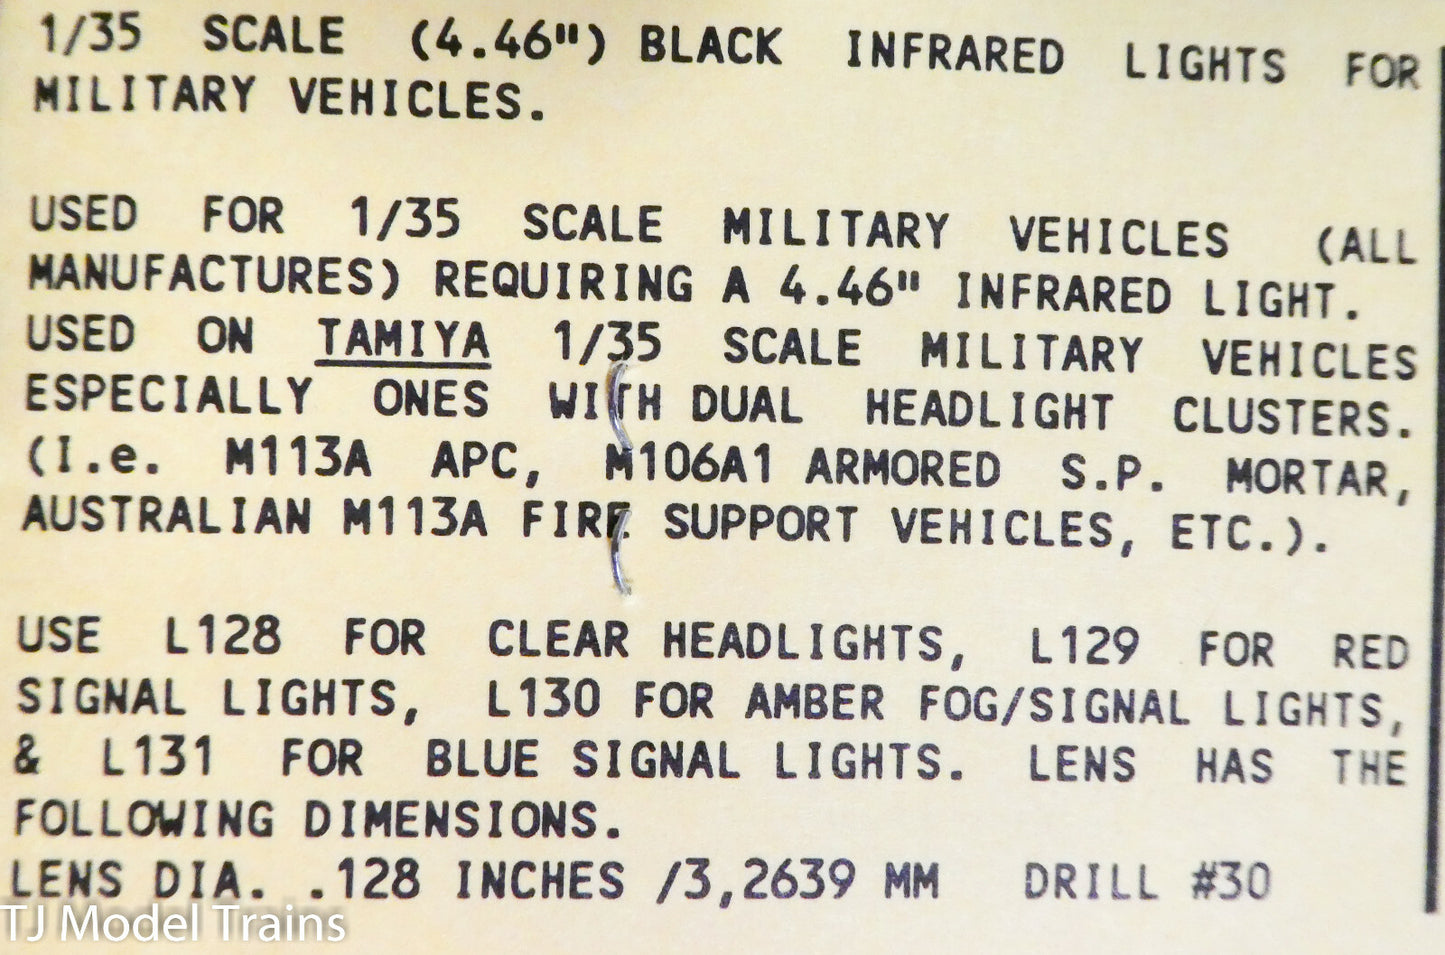 1/35 SCALE (4.46") BLACK INFRARED LIGHTS FOR
MILITARY VEHICLES.
USED FOR 1/35 SCALE MILITARY VEHICLES (ALL
MANUFACTURES) REQUIRING A 4.46" INFRARED LIGHT.
USED ON TAMIYA 1/35 SCALE MILITARY VEHICLES
ESPECIALLY ONES WITH DUAL HEADLIGHT CLUSTERS.
(I.e. M113A APC, M106A1 ARMORED S.P. MORTAR,
AUSTRALIAN M113A FIRE SUPPORT VEHICLES, ETC.).
USE L128 FOR CLEAR HEADLIGHTS, L129 FOR RED
SIGNAL LIGHTS, L130 FOR AMBER FOG/SIGNAL LIGHTS,
& L131 FOR BLUE SIGNAL LIGHTS. LENS HAS THE
FOLLOWING DIMENSIONS.
LENS DIA. .128 INCHES /3,2639 MM DRILL #30
TJ Model Trains